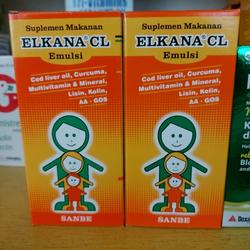 Suplemen Makanan
ELKANA® CL
Emulsi
Cod liver oil, Curcuma,
Multivitamin & Mineral,
Lisin, Kolin,
AA - GOS
SANBE
Suplemen Makanan
ELKANA® CL
Emulsi
Cod liver oil, Curcuma,
Multivitamin & Mineral,
Lisin, Kolin,
AA - GOS
SANBE